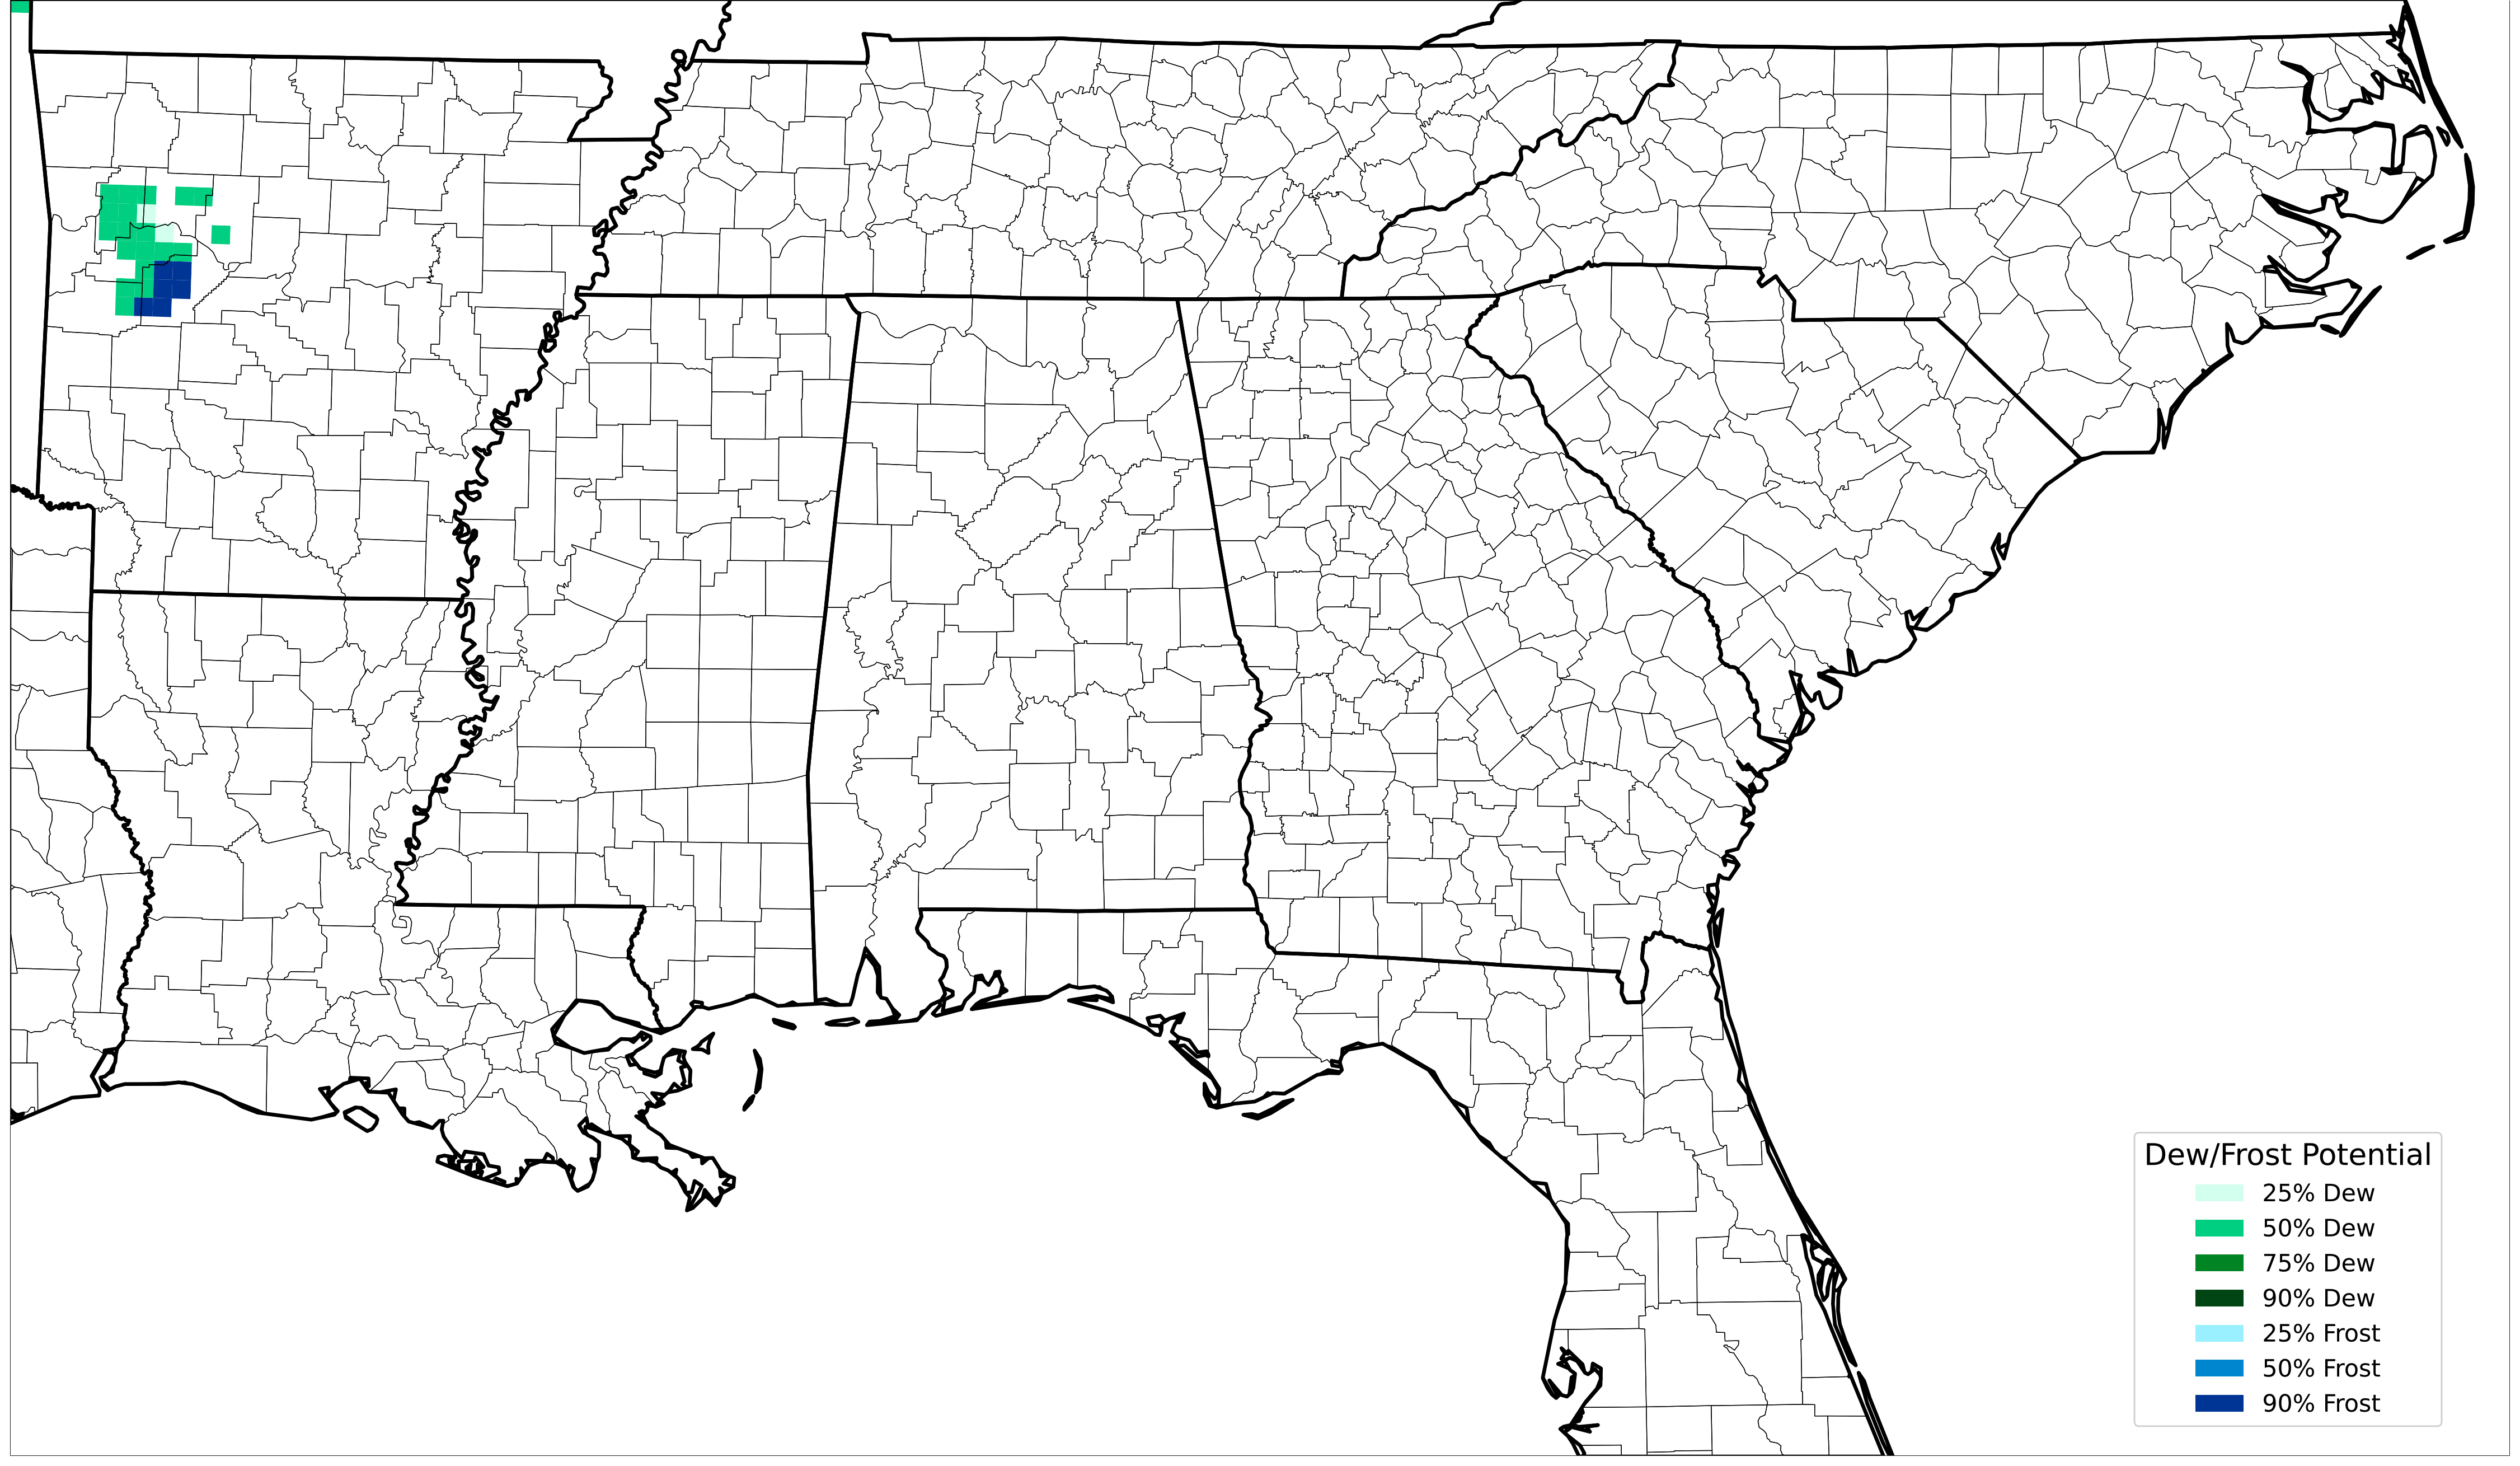 Dew/Frost Potential
25% Dew
50% Dew
75% Dew
90% Dew
25% Frost
50% Frost
90% Frost